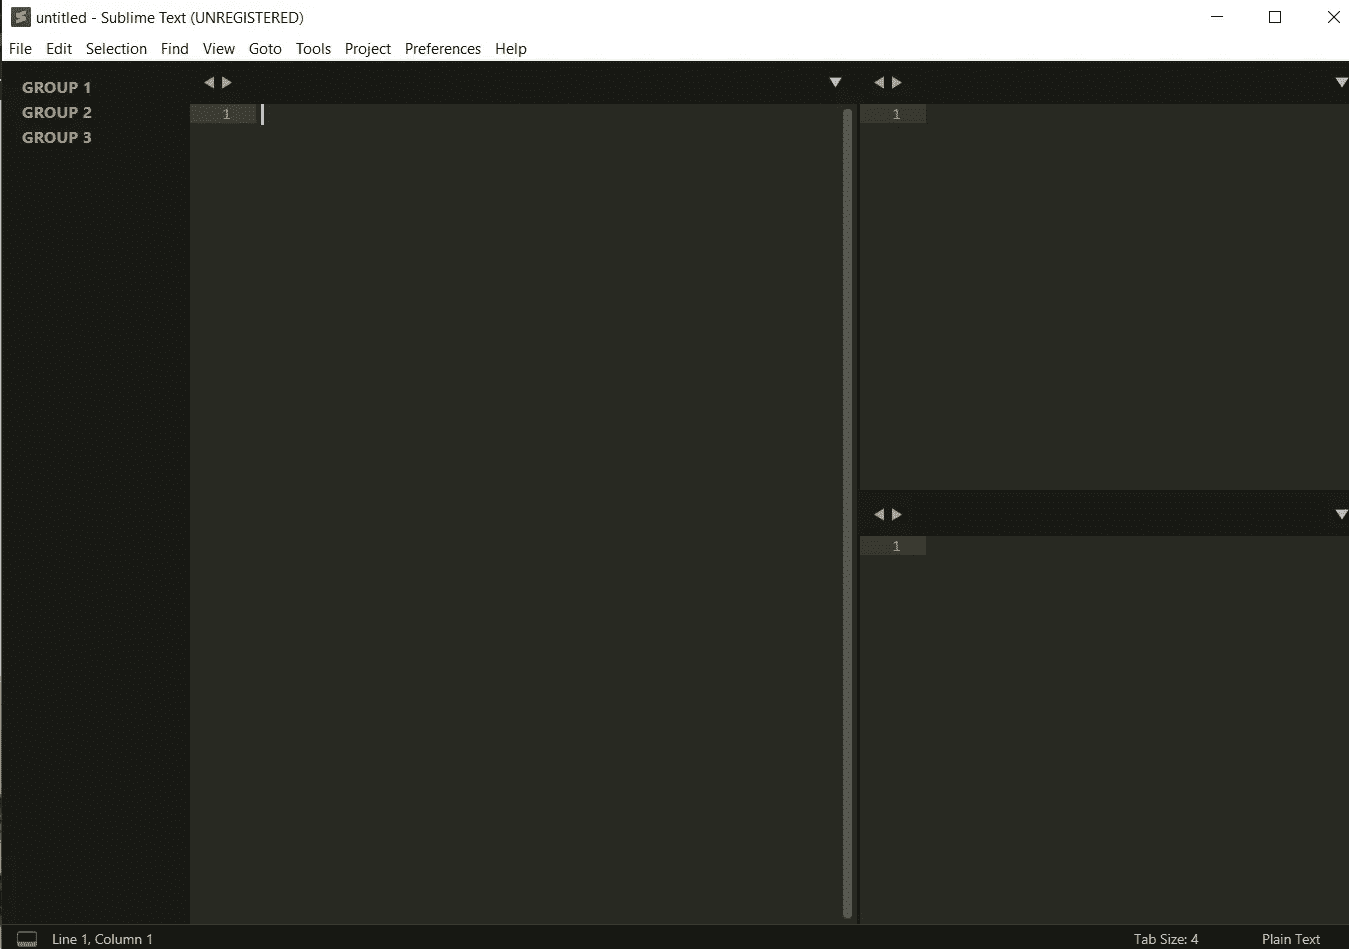 untitled - Sublime Text (UNREGISTERED)
File Edit Selection Find View Goto Tools Project Preferences Help
GROUP 1
GROUP 2
GROUP 3
1
1
1
Line 1, Column 1
Tab Size: 4
Plain Text